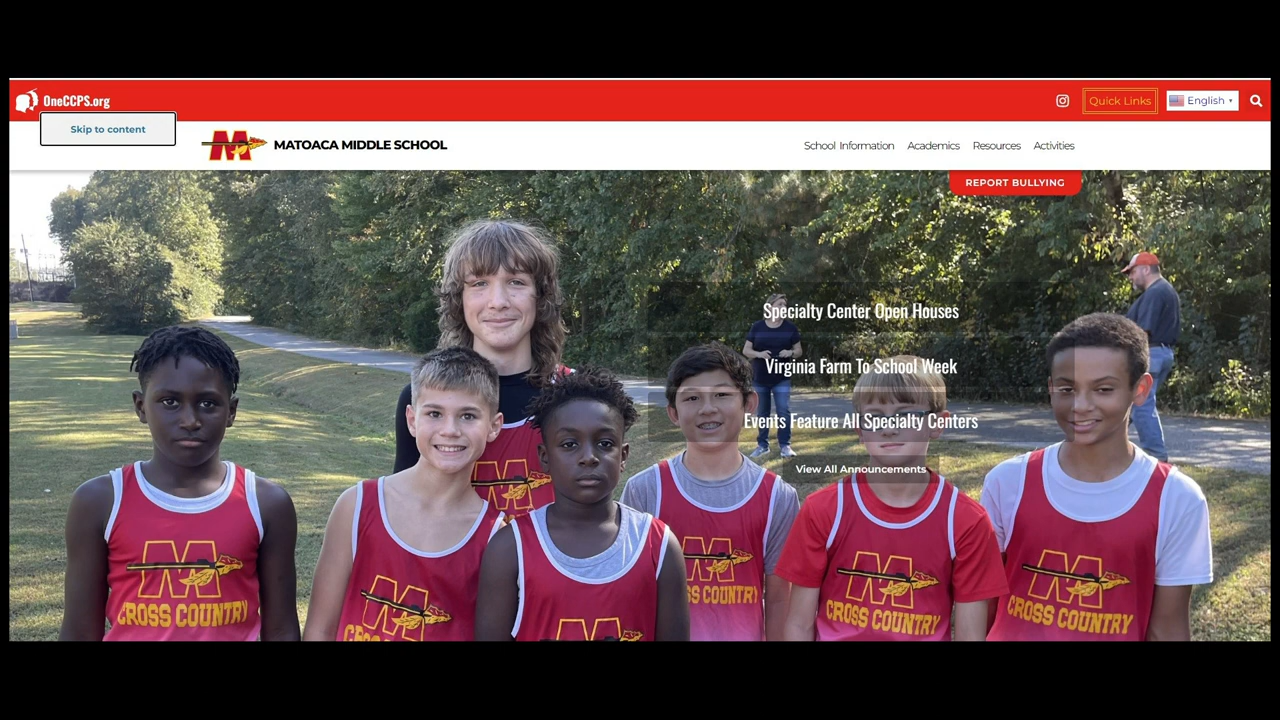 OneCCPS.org
Quick Links
English
Skip to content
M
MATOACA MIDDLE SCHOOL
School Information
Academics
Resources
Activities
REPORT BULLYING
Specialty Center Open Houses
Virginia Farm To School Week
Events Feature All Specialty Centers
View All Announcements
M
M
CROSS COUNTRY
M
CROSS COUNTRY
M
M
CROSS COUNTRY
M
CROSS COUNTRY
M
CROSS COUNTRY